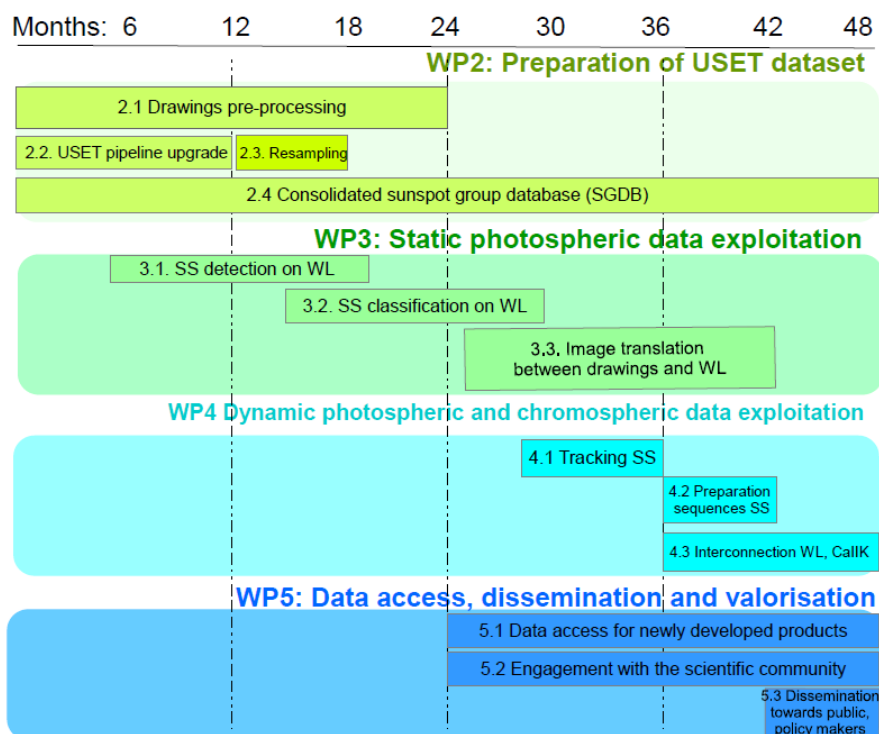 Months: 6 12 18 24 30 36 42 48
WP2: Preparation of USET dataset
2.1 Drawings pre-processing
2.2. USET pipeline upgrade
2.3. Resampling
2.4 Consolidated sunspot group database (SGDB)
WP3: Static photospheric data exploitation
3.1. SS detection on WL
3.2. SS classification on WL
3.3. Image translation
between drawings and WL
WP4 Dynamic photospheric and chromospheric data exploitation
4.1 Tracking SS
4.2 Preparation
sequences SS
4.3 Interconnection WL, CaIIK
WP5: Data access, dissemination and valorisation
5.1 Data access for newly developed products
5.2 Engagement with the scientific community
5.3 Dissemination
towards public,
policy makers